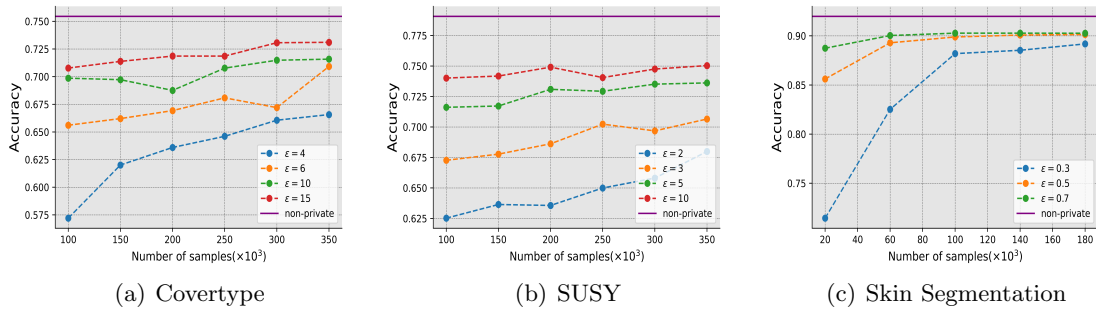 0.750
0.725
0.700
0.675
0.650
0.625
0.600
0.575
Accuracy
100 150 200 250 300 350
Number of samples(×10³)
ε = 4
ε = 6
ε = 10
ε = 15
non-private
(a) Covertype
0.775
0.750
0.725
0.700
0.675
0.650
0.625
Accuracy
100 150 200 250 300 350
Number of samples(×10³)
ε = 2
ε = 3
ε = 5
ε = 10
non-private
(b) SUSY
0.90
0.85
0.80
0.75
Accuracy
20 40 60 80 100 120 140 160 180
Number of samples(×10³)
ε = 0.3
ε = 0.5
ε = 0.7
non-private
(c) Skin Segmentation